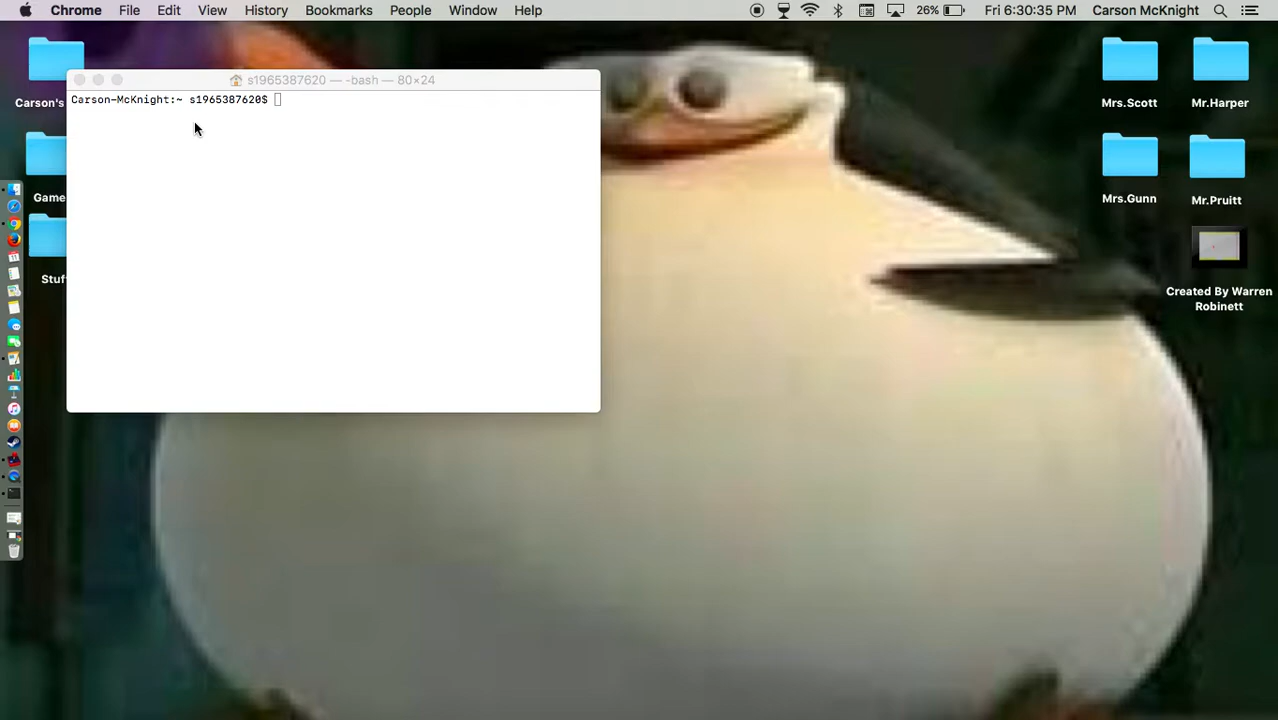 Chrome File Edit View History Bookmarks People Window Help 26% Fri 6:30:35 PM Carson McKnight
s1965387620 — -bash — 80×24
Carson-McKnight:~ s1965387620$
Carson's
Game
Stuf
Mrs.Scott
Mr.Harper
Mrs.Gunn
Mr.Pruitt
Created By Warren
Robinett